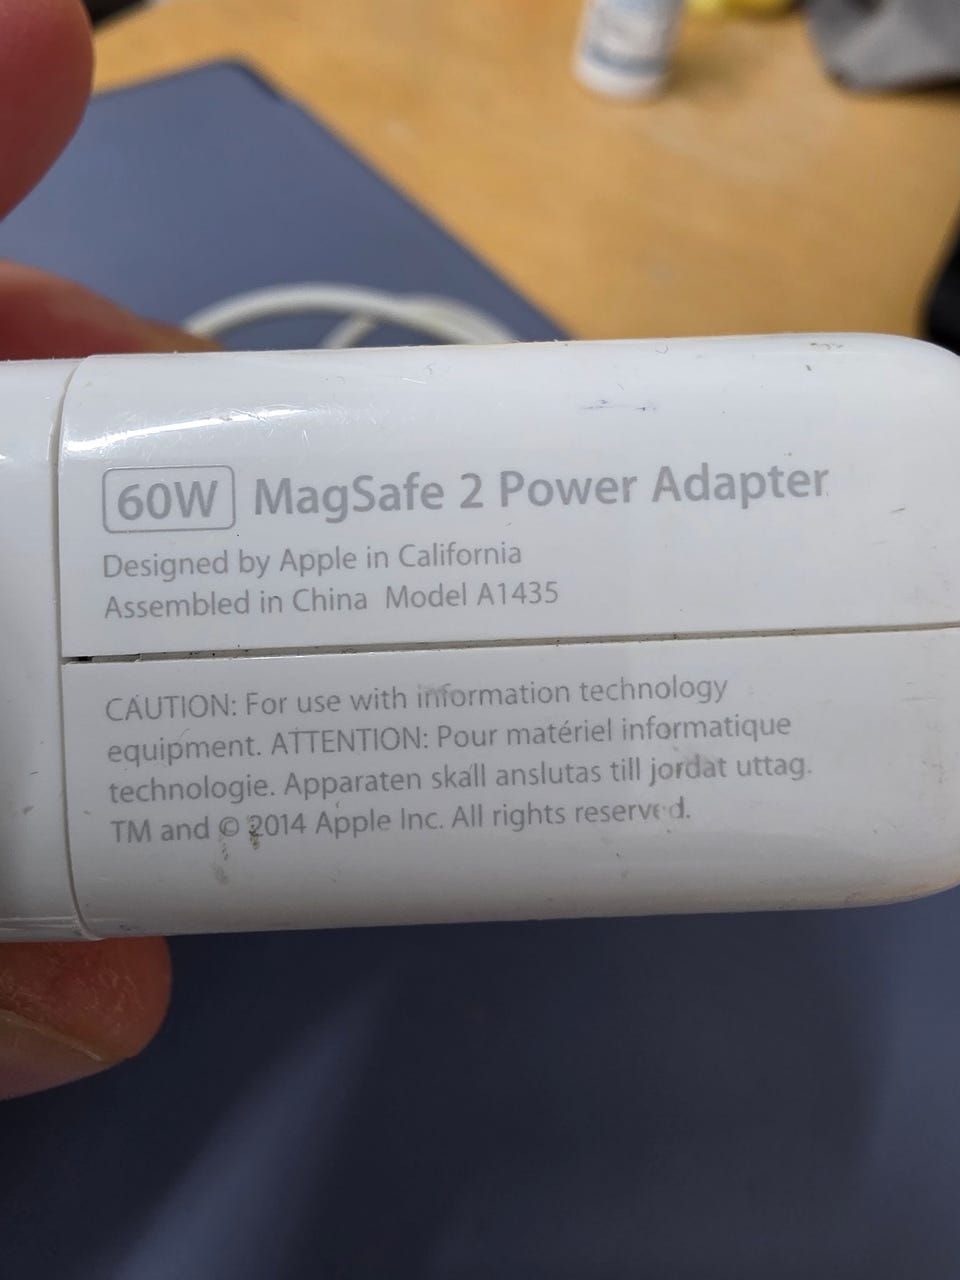 60W MagSafe 2 Power Adapter
Designed by Apple in California
Assembled in China Model A1435
CAUTION: For use with information technology
equipment. ATTENTION: Pour matériel informatique
technologie. Apparaten skall anslutas till jordat uttag.
TM and © 2014 Apple Inc. All rights reserved.